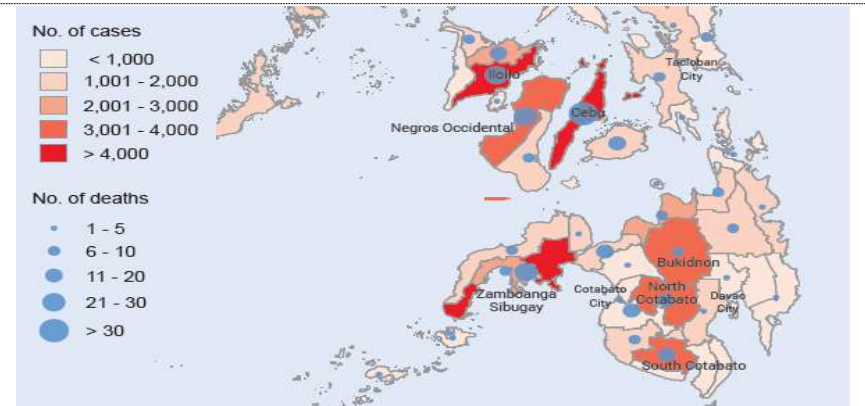 No. of cases
< 1,000
1,001 - 2,000
2,001 - 3,000
3,001 - 4,000
> 4,000
No. of deaths
1 - 5
6 - 10
11 - 20
21 - 30
> 30
Tacloban
City
Iloilo
Cebu
Negros Occidental
Bukidnon
Zamboanga
Sibugay
Cotabato
City
North
Cotabato
Davao
City
South Cotabato